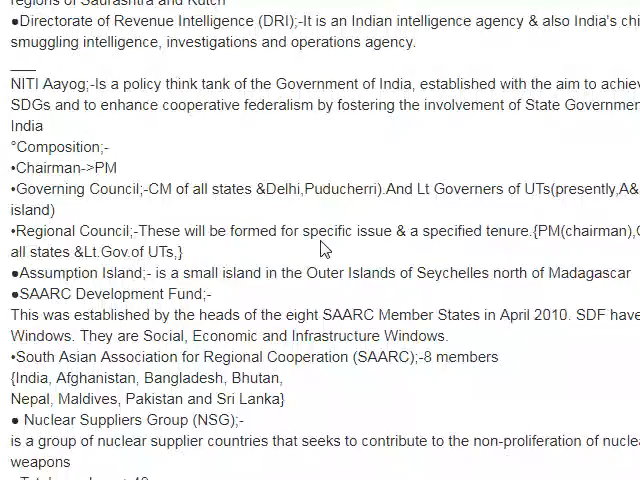 regions of Saurashtra and Kutch
●Directorate of Revenue Intelligence (DRI);-It is an Indian intelligence agency & also India's
smuggling intelligence, investigations and operations agency.
NITI Aayog;-Is a policy think tank of the Government of India, established with the aim to
SDGs and to enhance cooperative federalism by fostering the involvement of State
India
°Composition;-
•Chairman->PM
•Governing Council;-CM of all states &Delhi,Puducherri).And Lt Governers of UTs(presently,A&
island)
•Regional Council;-These will be formed for specific issue & a specified tenure.{PM(chairman),
all states &Lt.Gov.of UTs,}
●Assumption Island;- is a small island in the Outer Islands of Seychelles north of Madagascar
●SAARC Development Fund;-
This was established by the heads of the eight SAARC Member States in April 2010. SDF have
Windows. They are Social, Economic and Infrastructure Windows.
•South Asian Association for Regional Cooperation (SAARC);-8 members
{India, Afghanistan, Bangladesh, Bhutan,
Nepal, Maldives, Pakistan and Sri Lanka}
● Nuclear Suppliers Group (NSG);-
is a group of nuclear supplier countries that seeks to contribute to the non-proliferation of
weapons